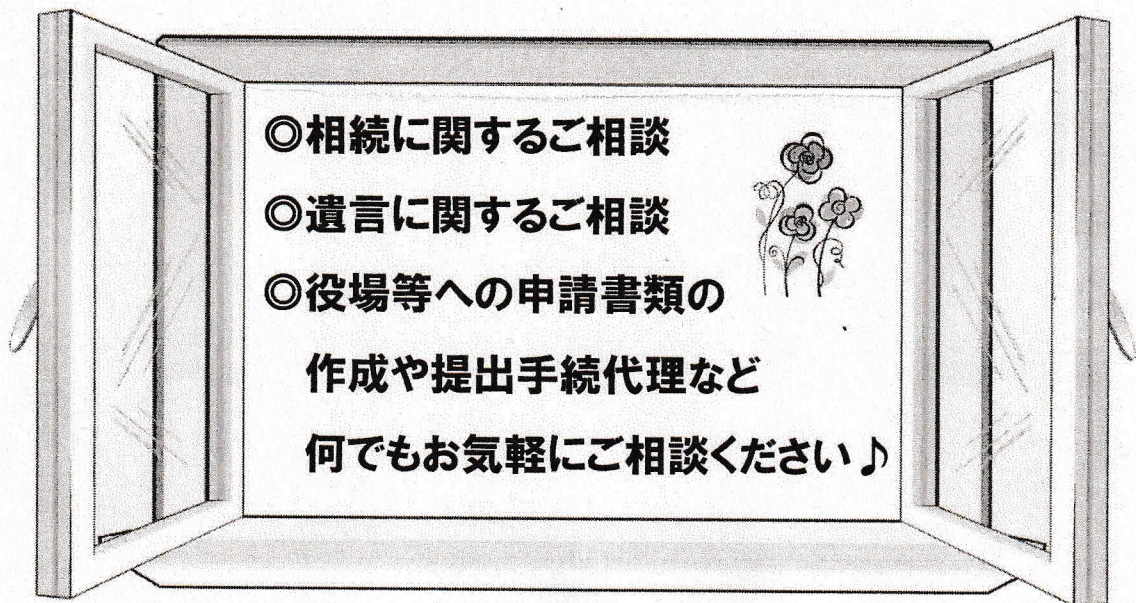 ◎相続に関するご相談
◎遺言に関するご相談
◎役場等への申請書類の
作成や提出手続代理など
何でもお気軽にご相談ください♪